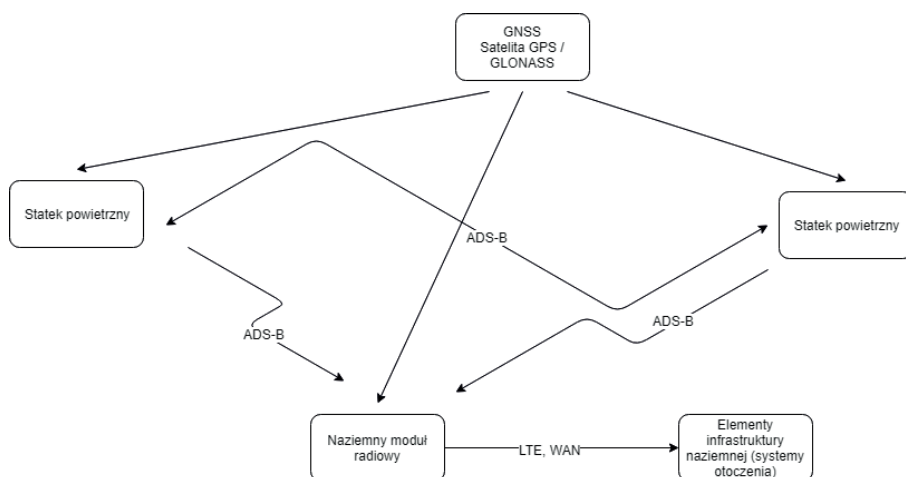 GNSS
Satelita GPS /
GLONASS
Statek powietrzny
Statek powietrzny
ADS-B
ADS-B
ADS-B
Naziemny moduł
radiowy
LTE, WAN
Elementy
infrastruktury
naziemnej (systemy
otoczenia)